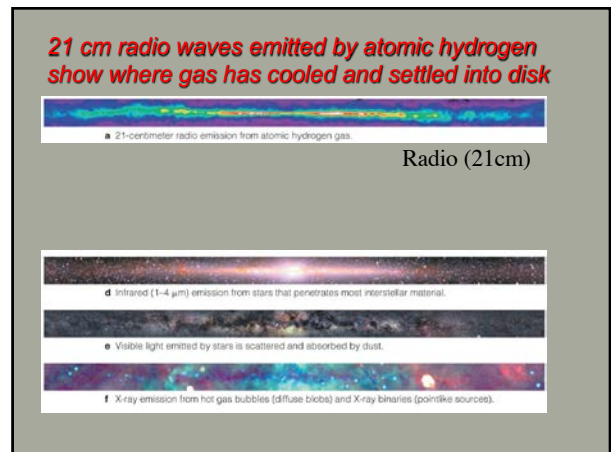 21 cm radio waves emitted by atomic hydrogen
show where gas has cooled and settled into disk
a 21-centimeter radio emission from atomic hydrogen gas.
Radio (21cm)
d Infrared (1–4 μm) emission from stars that penetrates most interstellar material.
e Visible light emitted by stars is scattered and absorbed by dust.
f X-ray emission from hot gas bubbles (diffuse blobs) and X-ray binaries (pointlike sources).